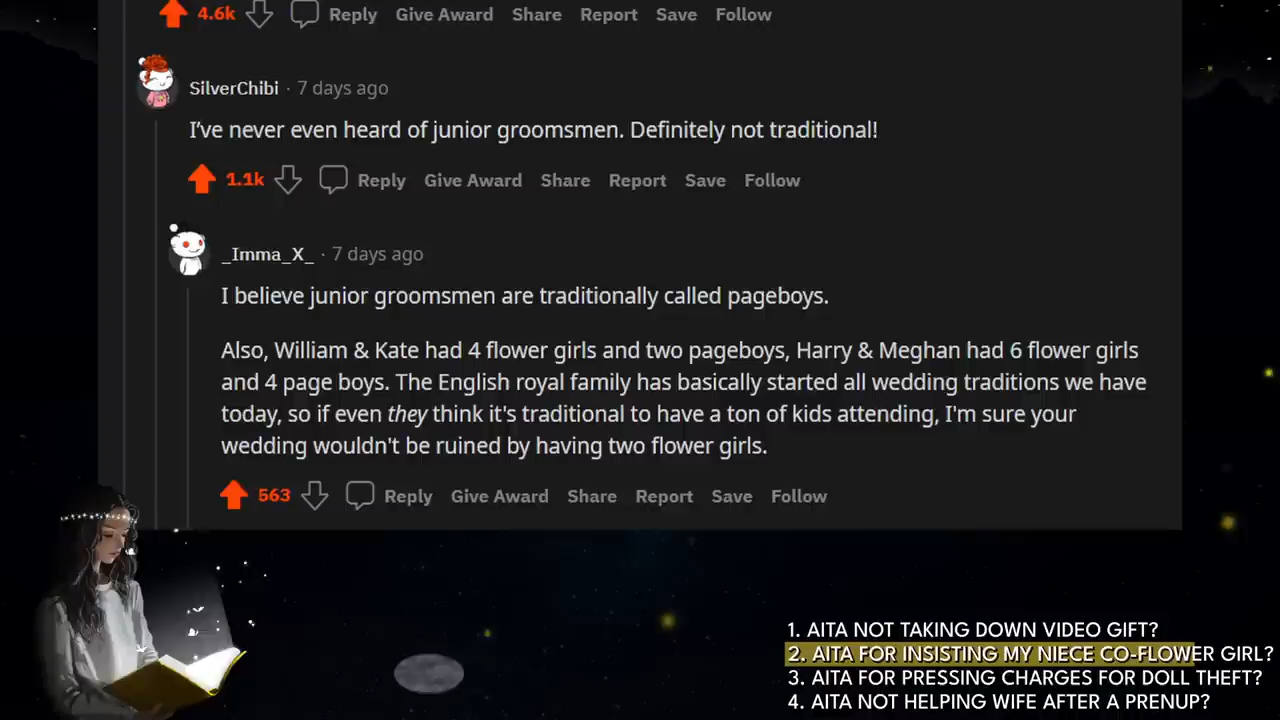 4.6k Reply Give Award Share Report Save Follow
SilverChibi · 7 days ago
I've never even heard of junior groomsmen. Definitely not traditional!
1.1k Reply Give Award Share Report Save Follow
_Imma_X_ · 7 days ago
I believe junior groomsmen are traditionally called pageboys.
Also, William & Kate had 4 flower girls and two pageboys, Harry & Meghan had 6 flower girls
and 4 page boys. The English royal family has basically started all wedding traditions we have
today, so if even they think it's traditional to have a ton of kids attending, I'm sure your
wedding wouldn't be ruined by having two flower girls.
563 Reply Give Award Share Report Save Follow
1. AITA NOT TAKING DOWN VIDEO GIFT?
2. AITA FOR INSISTING MY NIECE CO-FLOWER GIRL?
3. AITA FOR PRESSING CHARGES FOR DOLL THEFT?
4. AITA NOT HELPING WIFE AFTER A PRENUP?